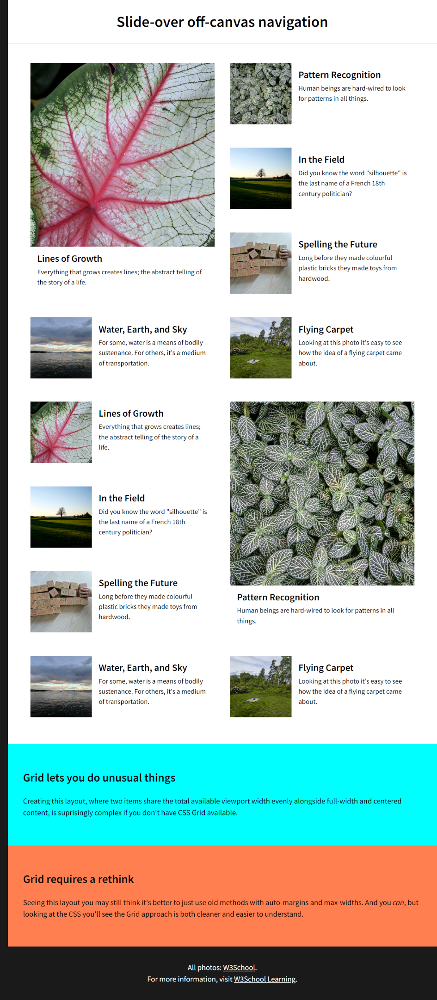 Slide-over off-canvas navigation
Lines of Growth
Everything that grows creates lines; the abstract telling of
the story of a life.
Pattern Recognition
Human beings are hard-wired to look
for patterns in all things.
In the Field
Did you know the word "silhouette" is
the last name of a French 18th
century politician?
Spelling the Future
Long before they made colourful
plastic bricks they made toys from
hardwood.
Water, Earth, and Sky
For some, water is a means of bodily
sustenance. For others, it's a medium
of transportation.
Flying Carpet
Looking at this photo it's easy to see
how the idea of a flying carpet came
about.
Lines of Growth
Everything that grows creates lines;
the abstract telling of the story of a
life.
In the Field
Did you know the word "silhouette" is
the last name of a French 18th
century politician?
Spelling the Future
Long before they made colourful
plastic bricks they made toys from
hardwood.
Pattern Recognition
Human beings are hard-wired to look for patterns in all
things.
Water, Earth, and Sky
For some, water is a means of bodily
sustenance. For others, it's a medium
of transportation.
Flying Carpet
Looking at this photo it's easy to see
how the idea of a flying carpet came
about.
Grid lets you do unusual things
Creating this layout, where two items share the total available viewport width evenly alongside full-width and centered
content, is suprisingly complex if you don't have CSS Grid available.
Grid requires a rethink
Seeing this layout you may still think it's better to just use old methods with auto-margins and max-widths. And you can, but
looking at the CSS you'll see the Grid approach is both cleaner and easier to understand.
All photos: W3School.
For more information, visit W3School Learning.